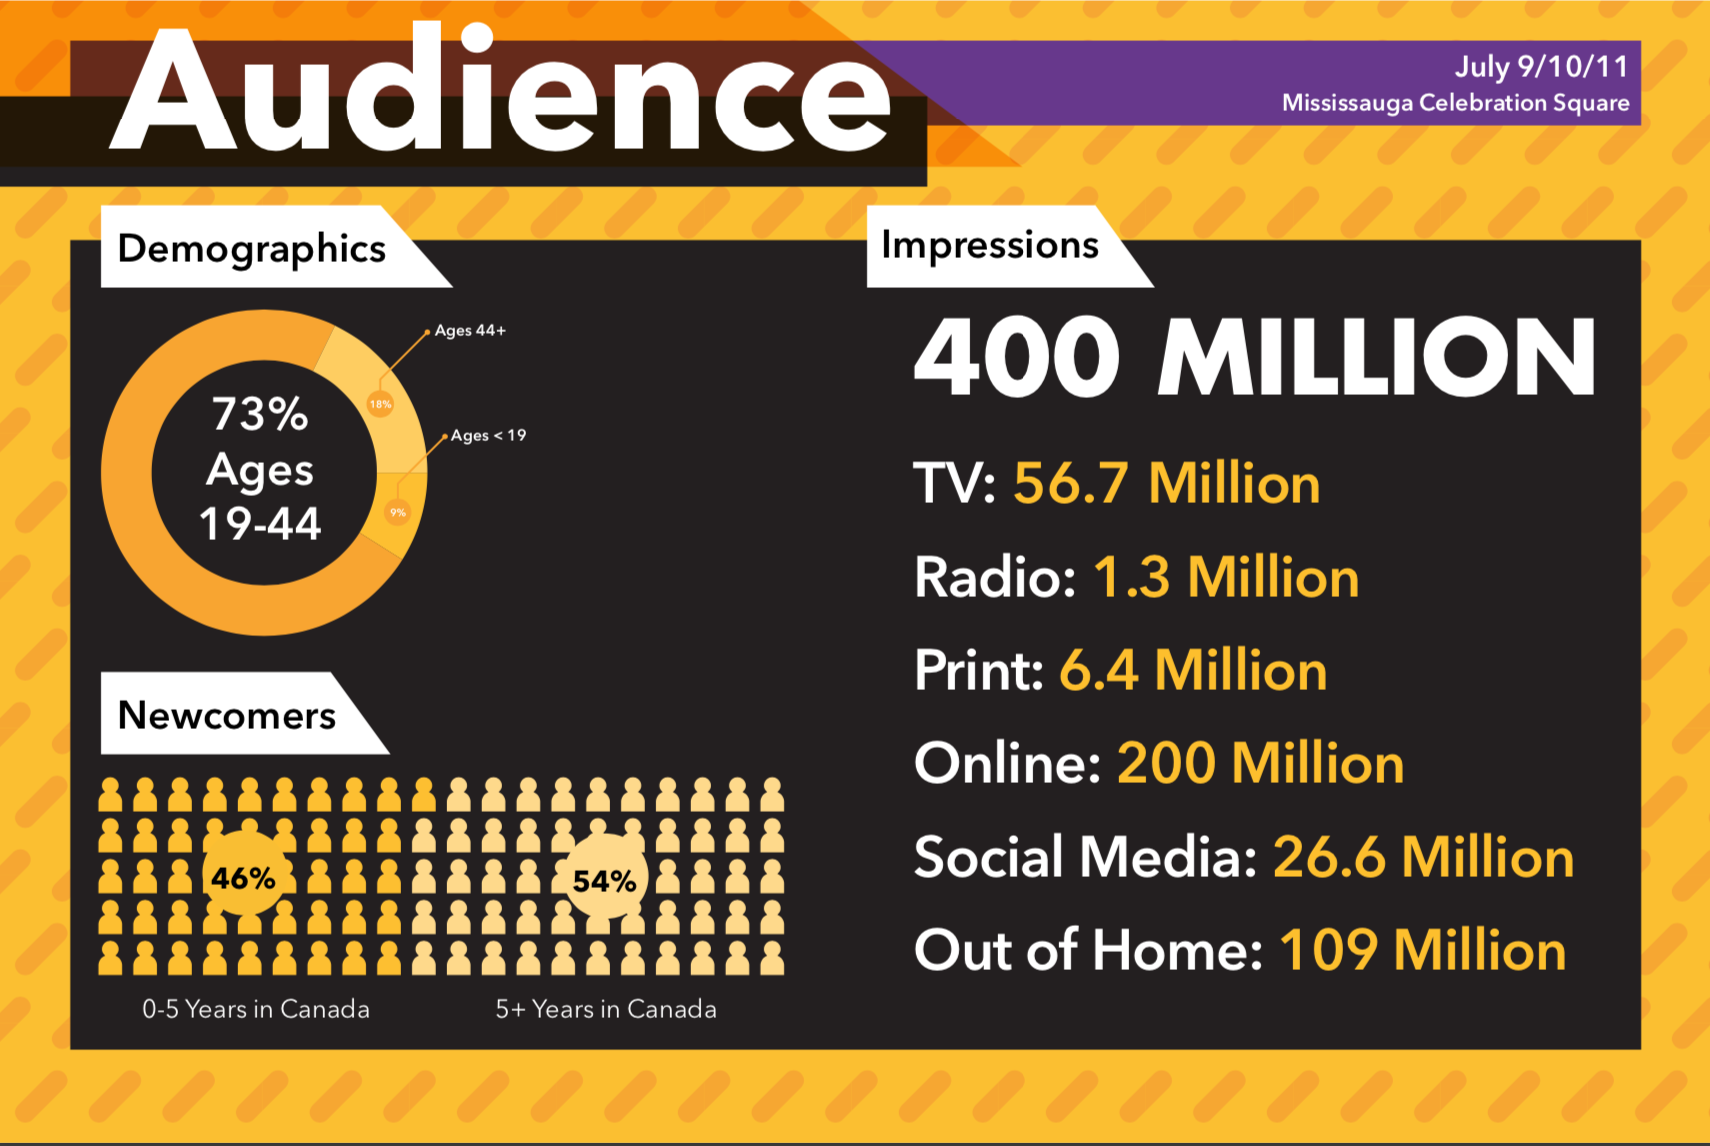 Audience
July 9/10/11
Mississauga Celebration Square
Demographics
73%
Ages
19-44
Ages 44+
18%
Ages < 19
9%
Newcomers
46%
54%
0-5 Years in Canada
5+ Years in Canada
Impressions
400 MILLION
TV: 56.7 Million
Radio: 1.3 Million
Print: 6.4 Million
Online: 200 Million
Social Media: 26.6 Million
Out of Home: 109 Million